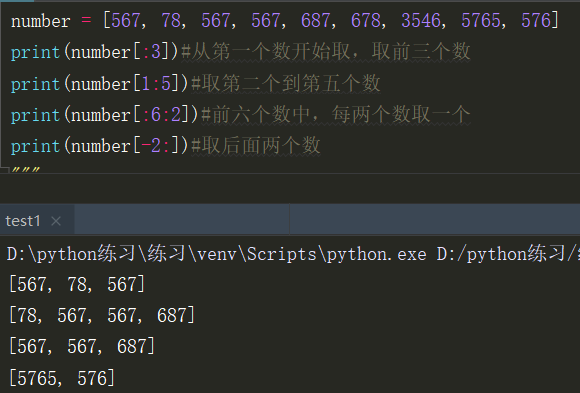 number = [567, 78, 567, 567, 687, 678, 3546, 5765, 576]
print(number[:3])#从第一个数开始取，取前三个数
print(number[1:5])#取第二个到第五个数
print(number[:6:2])#前六个数中，每两个数取一个
print(number[-2:])#取后面两个数
"""
test1 ×
D:\python练习\练习\venv\Scripts\python.exe D:/python练习/
[567, 78, 567]
[78, 567, 567, 687]
[567, 567, 687]
[5765, 576]